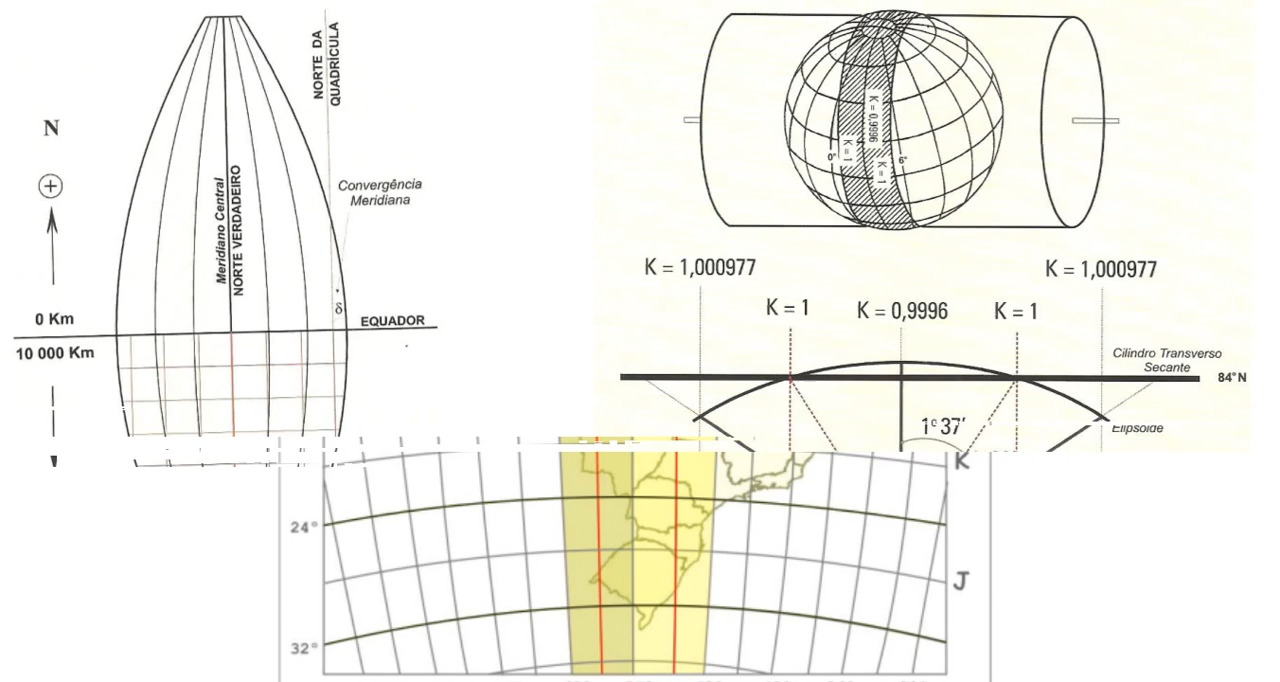 NORTE DA
QUADRÍCULA
N
Convergência
Meridiana
Meridiano Central
NORTE VERDADEIRO
δ
0 Km
EQUADOR
10 000 Km
K = 0,9996
K = 1
K = 1
0°
6°
K = 1,000977
K = 1,000977
K = 1
K = 0,9996
K = 1
Cilindro Transverso
Secante
84° N
1° 37'
Elipsoide
K
24°
J
32°